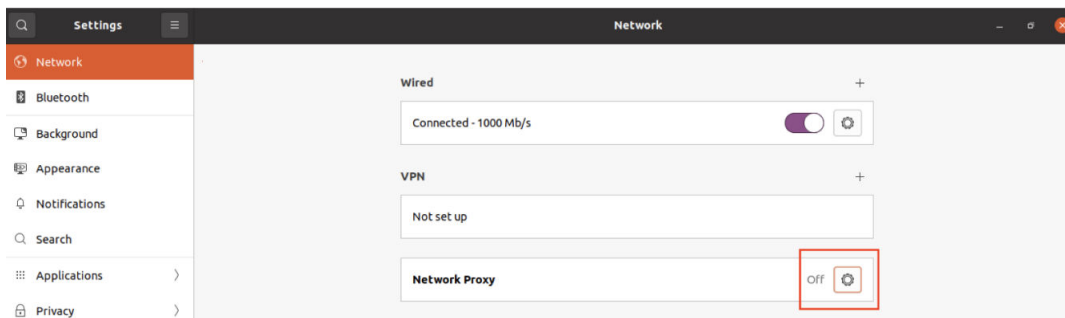 Settings
Network
Network
Bluetooth
Background
Appearance
Notifications
Search
Applications
Privacy
Wired
Connected - 1000 Mb/s
VPN
Not set up
Network Proxy
Off